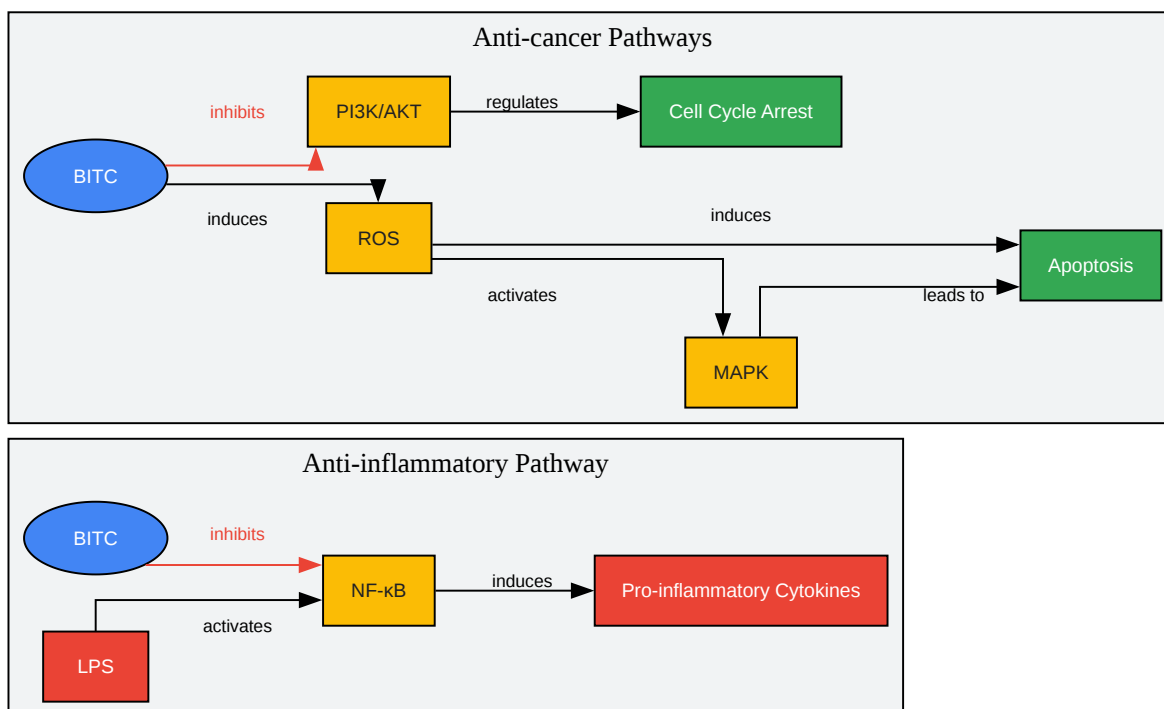 Anti-cancer Pathways
inhibits
PI3K/AKT
regulates
Cell Cycle Arrest
BITC
induces
ROS
induces
Apoptosis
activates
leads to
MAPK
Anti-inflammatory Pathway
BITC
inhibits
NF-κB
induces
Pro-inflammatory Cytokines
activates
LPS